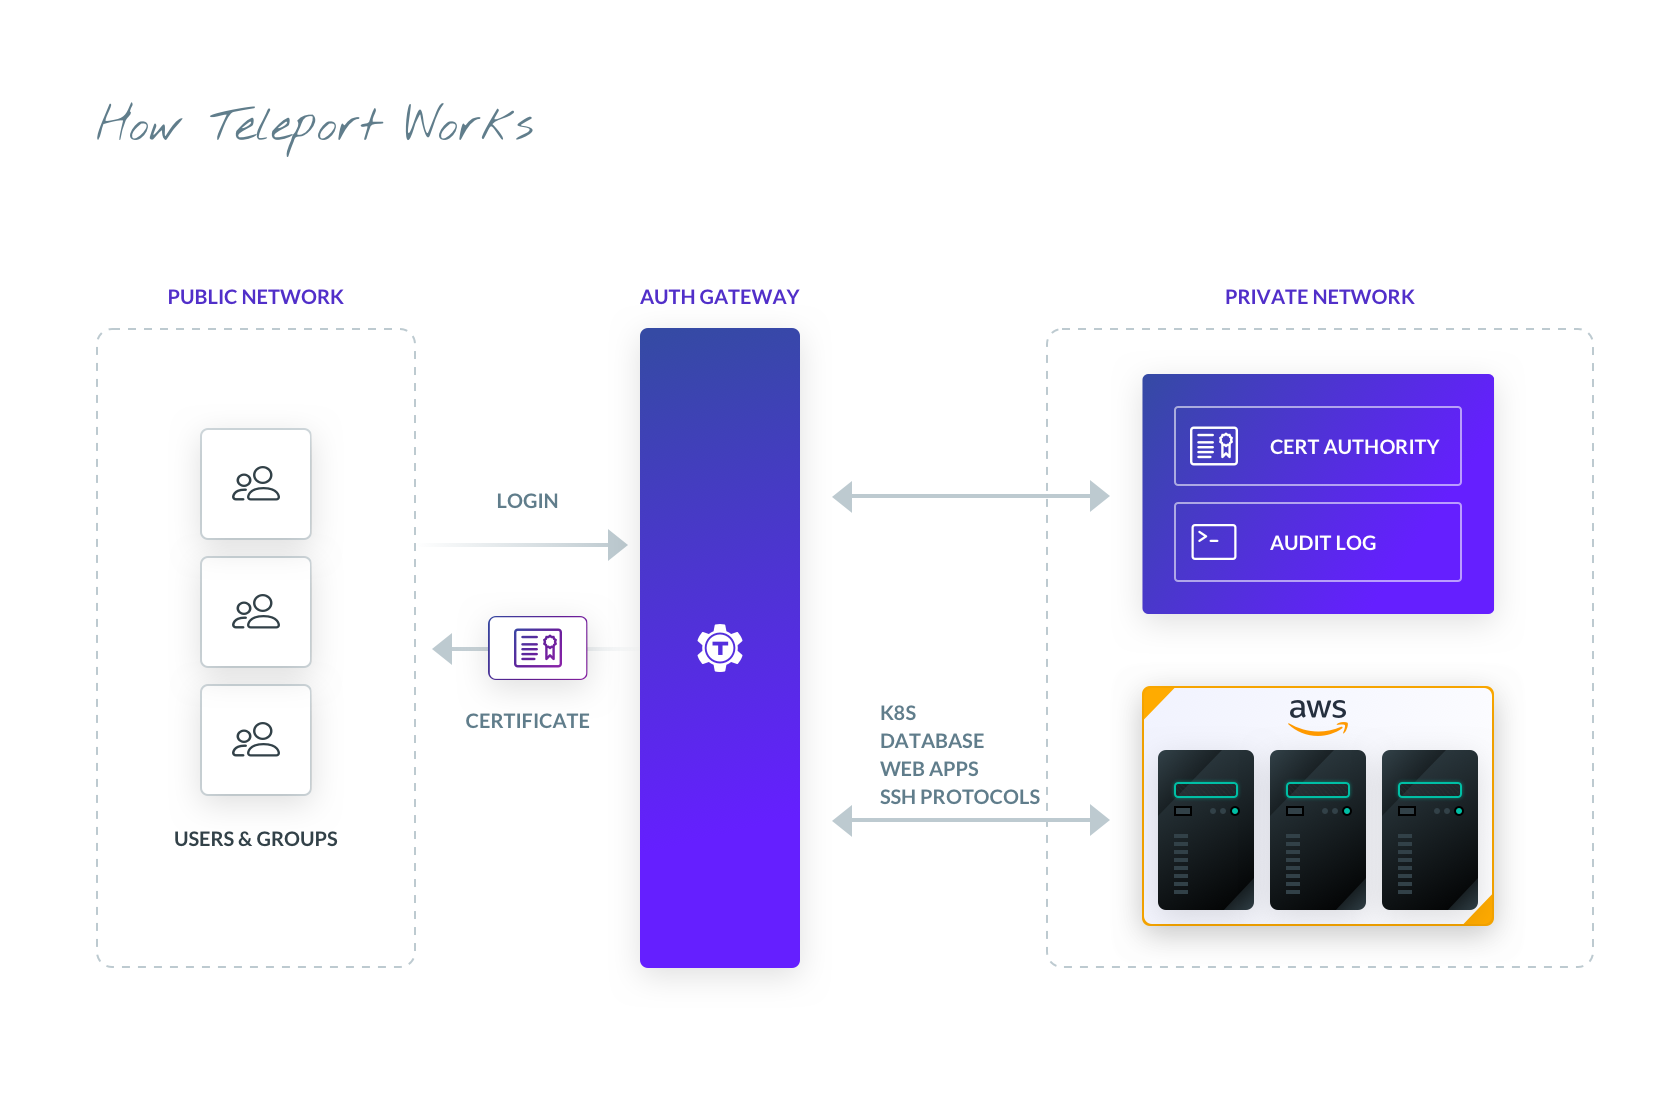 How Teleport Works
PUBLIC NETWORK
AUTH GATEWAY
PRIVATE NETWORK
LOGIN
CERTIFICATE
USERS & GROUPS
T
K8S
DATABASE
WEB APPS
SSH PROTOCOLS
CERT AUTHORITY
>-
AUDIT LOG
aws